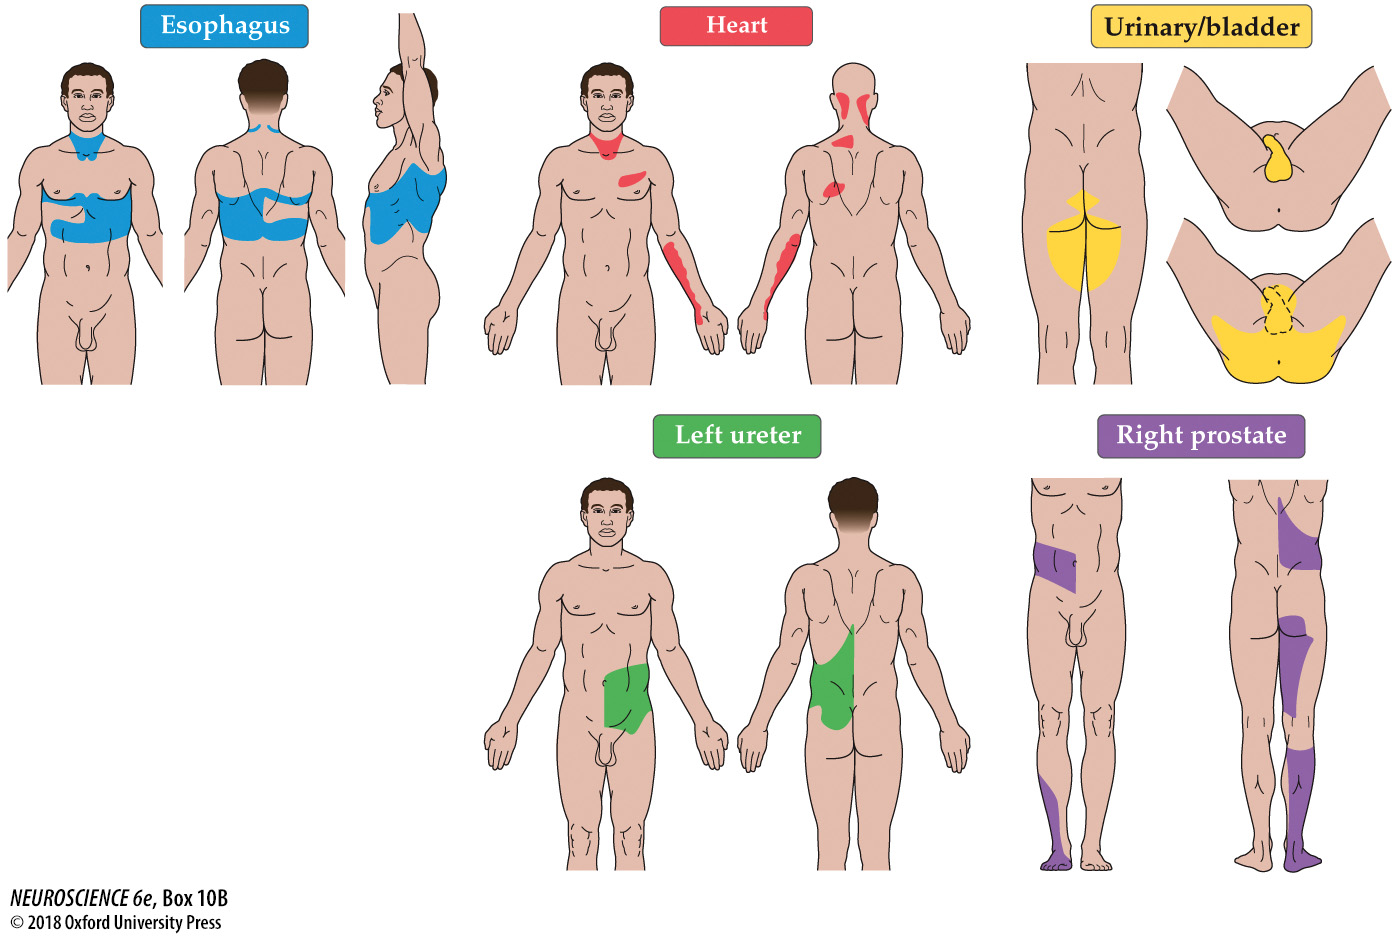 Esophagus
Heart
Urinary/bladder
Left ureter
Right prostate
NEUROSCIENCE 6e, Box 10B
© 2018 Oxford University Press